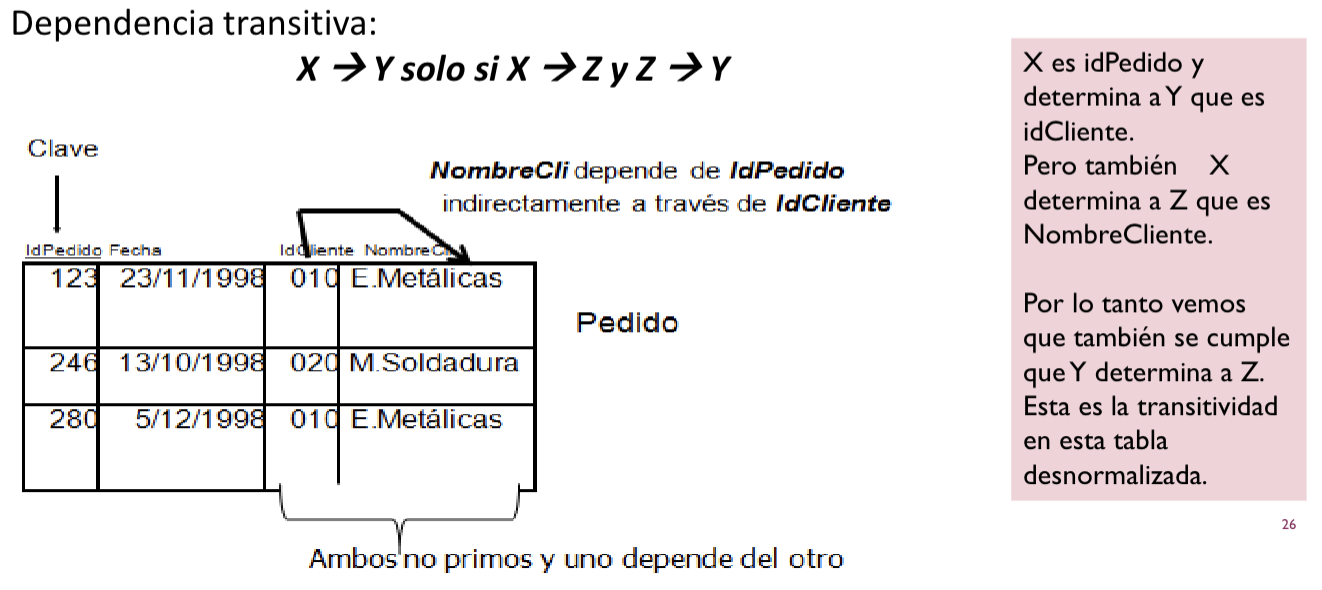 Dependencia transitiva:
X → Y solo si X → Z y Z → Y
Clave
NombreCli depende de IdPedido
indirectamente a través de IdCliente
IdPedido Fecha IdCliente NombreCli
123 23/11/1998 010 E.Metálicas
Pedido
246 13/10/1998 020 M.Soldadura
280 5/12/1998 010 E.Metálicas
Ambos no primos y uno depende del otro
X es idPedido y
determina a Y que es
idCliente.
Pero también X
determina a Z que es
NombreCliente.
Por lo tanto vemos
que también se cumple
que Y determina a Z.
Esta es la transitividad
en esta tabla
desnormalizada.
26